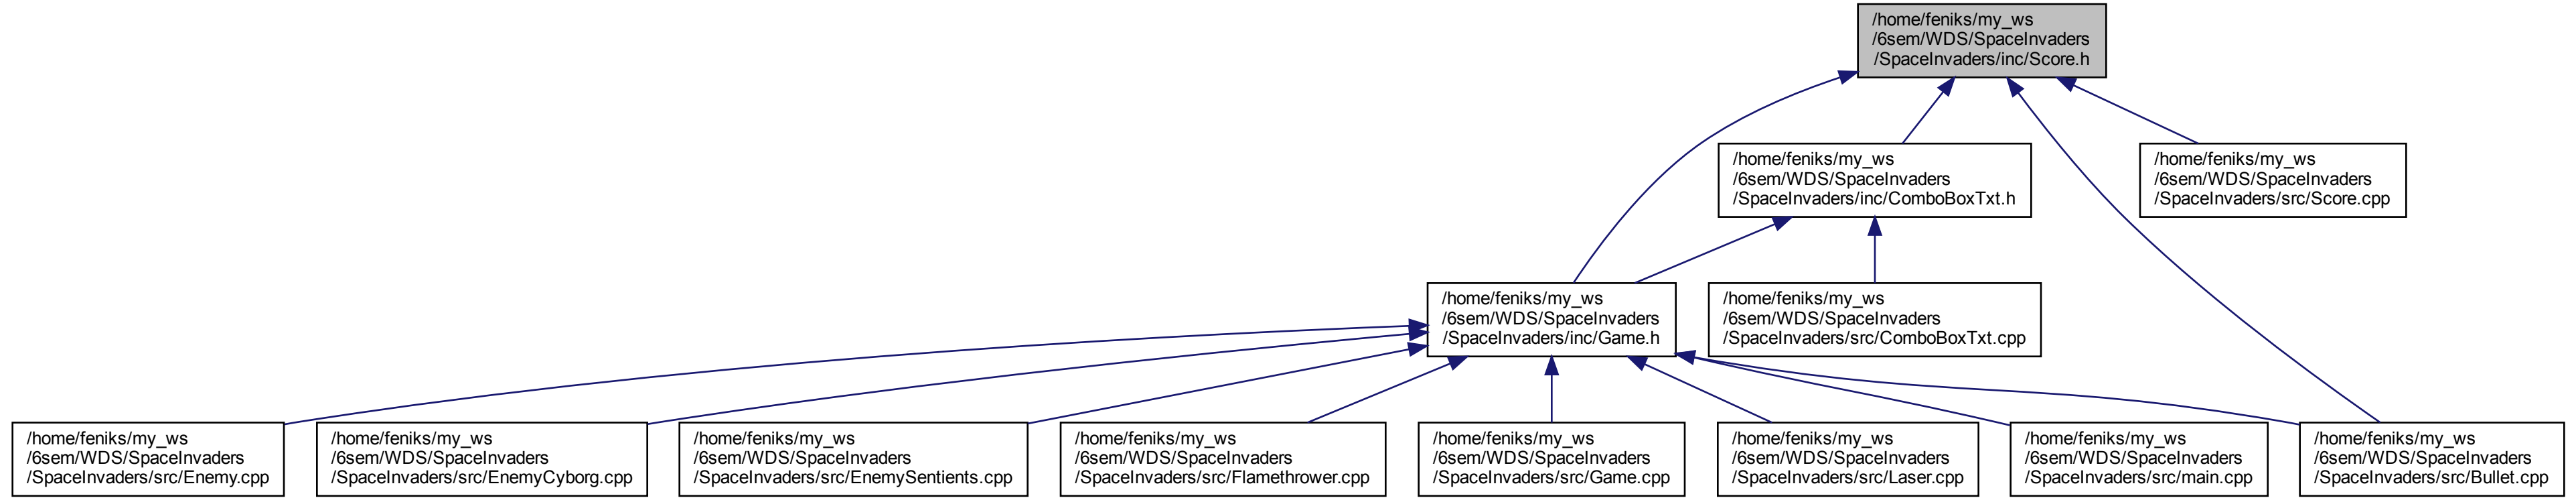 /home/feniks/my_ws
/6sem/WDS/SpaceInvaders
/SpaceInvaders/inc/Score.h
/home/feniks/my_ws
/6sem/WDS/SpaceInvaders
/SpaceInvaders/inc/ComboBoxTxt.h
/home/feniks/my_ws
/6sem/WDS/SpaceInvaders
/SpaceInvaders/src/Score.cpp
/home/feniks/my_ws
/6sem/WDS/SpaceInvaders
/SpaceInvaders/inc/Game.h
/home/feniks/my_ws
/6sem/WDS/SpaceInvaders
/SpaceInvaders/src/ComboBoxTxt.cpp
/home/feniks/my_ws
/6sem/WDS/SpaceInvaders
/SpaceInvaders/src/Enemy.cpp
/home/feniks/my_ws
/6sem/WDS/SpaceInvaders
/SpaceInvaders/src/EnemyCyborg.cpp
/home/feniks/my_ws
/6sem/WDS/SpaceInvaders
/SpaceInvaders/src/EnemySentients.cpp
/home/feniks/my_ws
/6sem/WDS/SpaceInvaders
/SpaceInvaders/src/Flamethrower.cpp
/home/feniks/my_ws
/6sem/WDS/SpaceInvaders
/SpaceInvaders/src/Game.cpp
/home/feniks/my_ws
/6sem/WDS/SpaceInvaders
/SpaceInvaders/src/Laser.cpp
/home/feniks/my_ws
/6sem/WDS/SpaceInvaders
/SpaceInvaders/src/main.cpp
/home/feniks/my_ws
/6sem/WDS/SpaceInvaders
/SpaceInvaders/src/Bullet.cpp